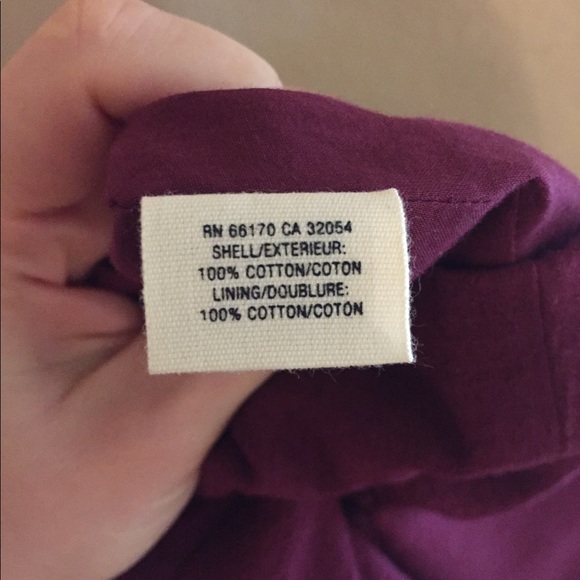 RN 66170 CA 32054
SHELL/EXTERIEUR:
100% COTTON/COTON
LINING/DOUBLURE:
100% COTTON/COTON